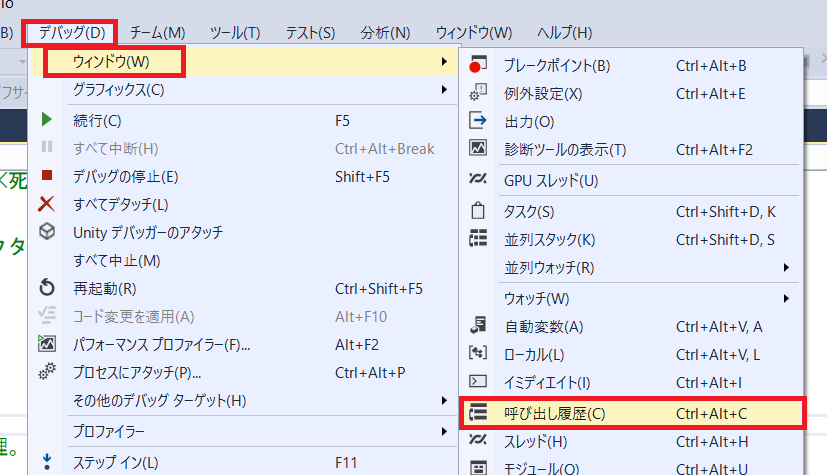 B) デバッグ(D) チーム(M) ツール(T) テスト(S) 分析(N) ウィンドウ(W) ヘルプ(H)
ウィンドウ(W)
グラフィックス(C)
続行(C) F5
すべて中断(H) Ctrl+Alt+Break
デバッグの停止(E) Shift+F5
すべてデタッチ(L)
Unity デバッガーのアタッチ
すべて中止(M)
再起動(R) Ctrl+Shift+F5
コード変更を適用(A) Alt+F10
パフォーマンス プロファイラー(F)... Alt+F2
プロセスにアタッチ(P)... Ctrl+Alt+P
その他のデバッグ ターゲット(H)
プロファイラー
ステップ イン(L) F11
ブレークポイント(B) Ctrl+Alt+B
例外設定(X) Ctrl+Alt+E
出力(O)
診断ツールの表示(T) Ctrl+Alt+F2
GPU スレッド(U)
タスク(S) Ctrl+Shift+D, K
並列スタック(K) Ctrl+Shift+D, S
並列ウォッチ(R)
ウォッチ(W)
自動変数(A) Ctrl+Alt+V, A
ローカル(L) Ctrl+Alt+V, L
イミディエイト(I) Ctrl+Alt+I
呼び出し履歴(C) Ctrl+Alt+C
スレッド(H) Ctrl+Alt+H
モジュール(O) Ctrl+Alt+U